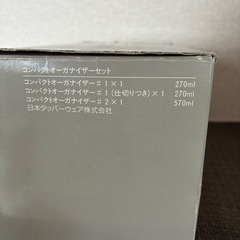 コンパクトオーガナイザーセット
コンパクトオーガナイザー♯1×1 270ml
コンパクトオーガナイザー♯1(仕切りつき)×1 270ml
コンパクトオーガナイザー♯2×1 570ml
日本タッパーウェア株式会社